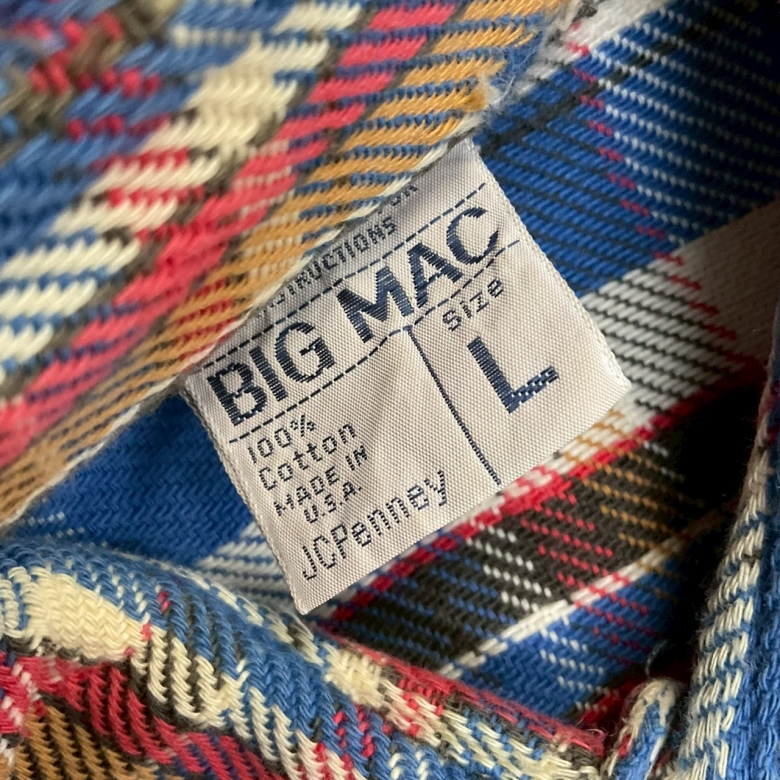 INSTRUCTIONS
BIG MAC
Size
L
100%
Cotton
MADE IN
U.S.A.
JCPenney